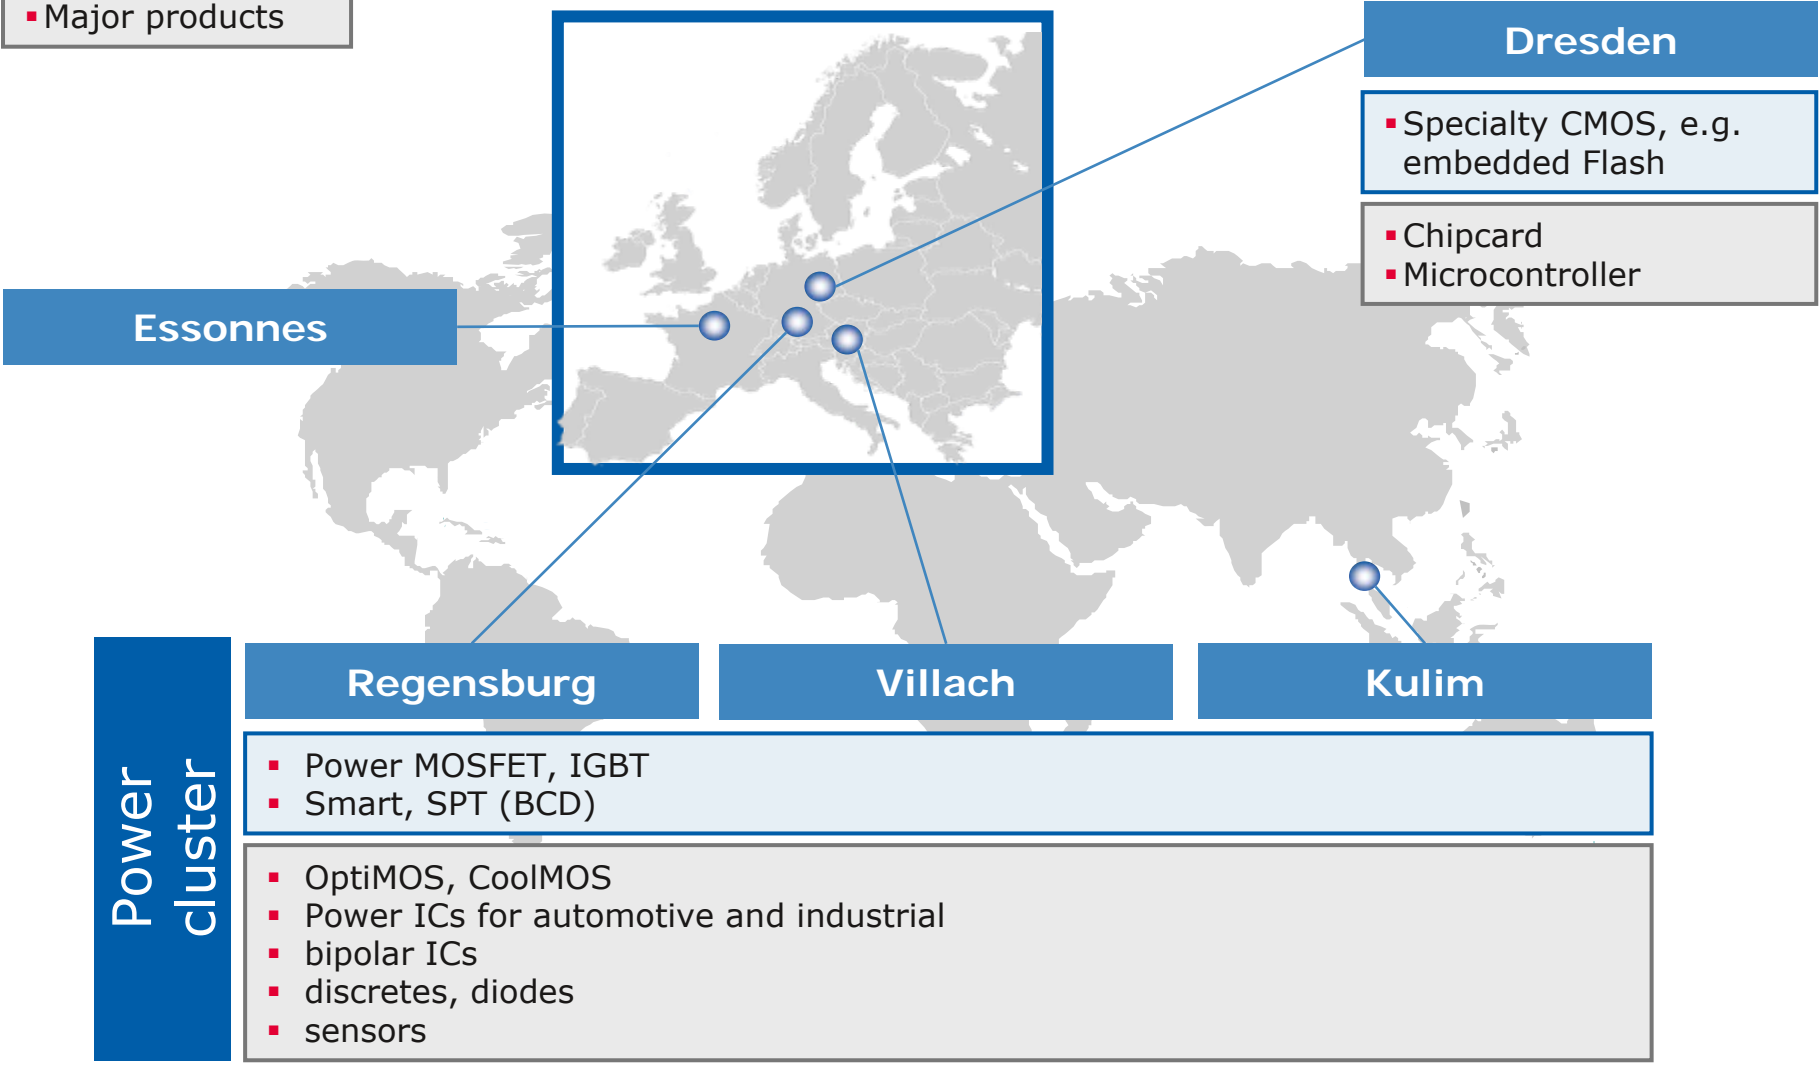 Major products
Dresden
Specialty CMOS, e.g.
embedded Flash
Chipcard
Microcontroller
Essonnes
Power
cluster
Regensburg
Villach
Kulim
Power MOSFET, IGBT
Smart, SPT (BCD)
OptiMOS, CoolMOS
Power ICs for automotive and industrial
bipolar ICs
discretes, diodes
sensors